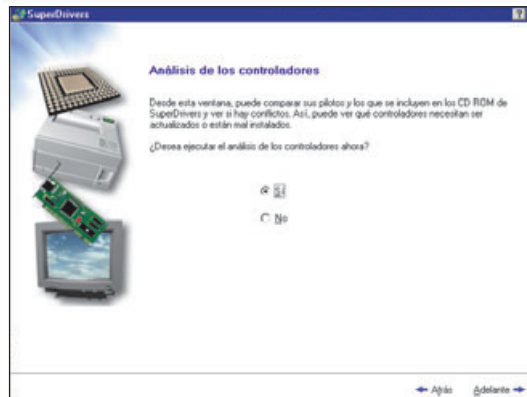 SuperDrivers
?
Análisis de los controladores
Desde esta ventana, puede comparar sus pilotos y los que se incluyen en los CD ROM de
SuperDrivers y ver si hay conflictos. Así, puede ver qué controladores necesitan ser
actualizados o están mal instalados.
¿Desea ejecutar el análisis de los controladores ahora?
Sí
No
Atrás Adelante